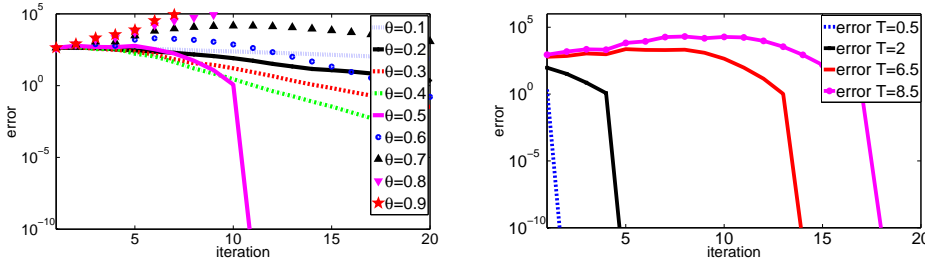 10^5
10^0
10^-5
10^-10
error
5
10
15
20
iteration
θ=0.1
θ=0.2
θ=0.3
θ=0.4
θ=0.5
θ=0.6
θ=0.7
θ=0.8
θ=0.9
10^5
10^0
10^-5
10^-10
error
5
10
15
20
iteration
error T=0.5
error T=2
error T=6.5
error T=8.5